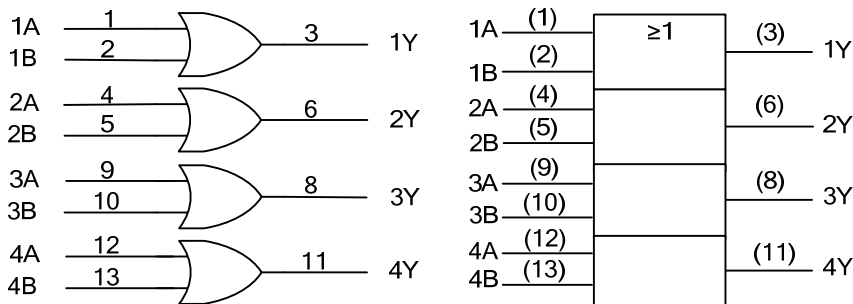 1A 1 3 1Y
1B 2
2A 4 6 2Y
2B 5
3A 9 8 3Y
3B 10
4A 12 11 4Y
4B 13
1A (1) ≥1 (3) 1Y
1B (2)
2A (4) (6) 2Y
2B (5)
3A (9) (8) 3Y
3B (10)
4A (12) (11) 4Y
4B (13)